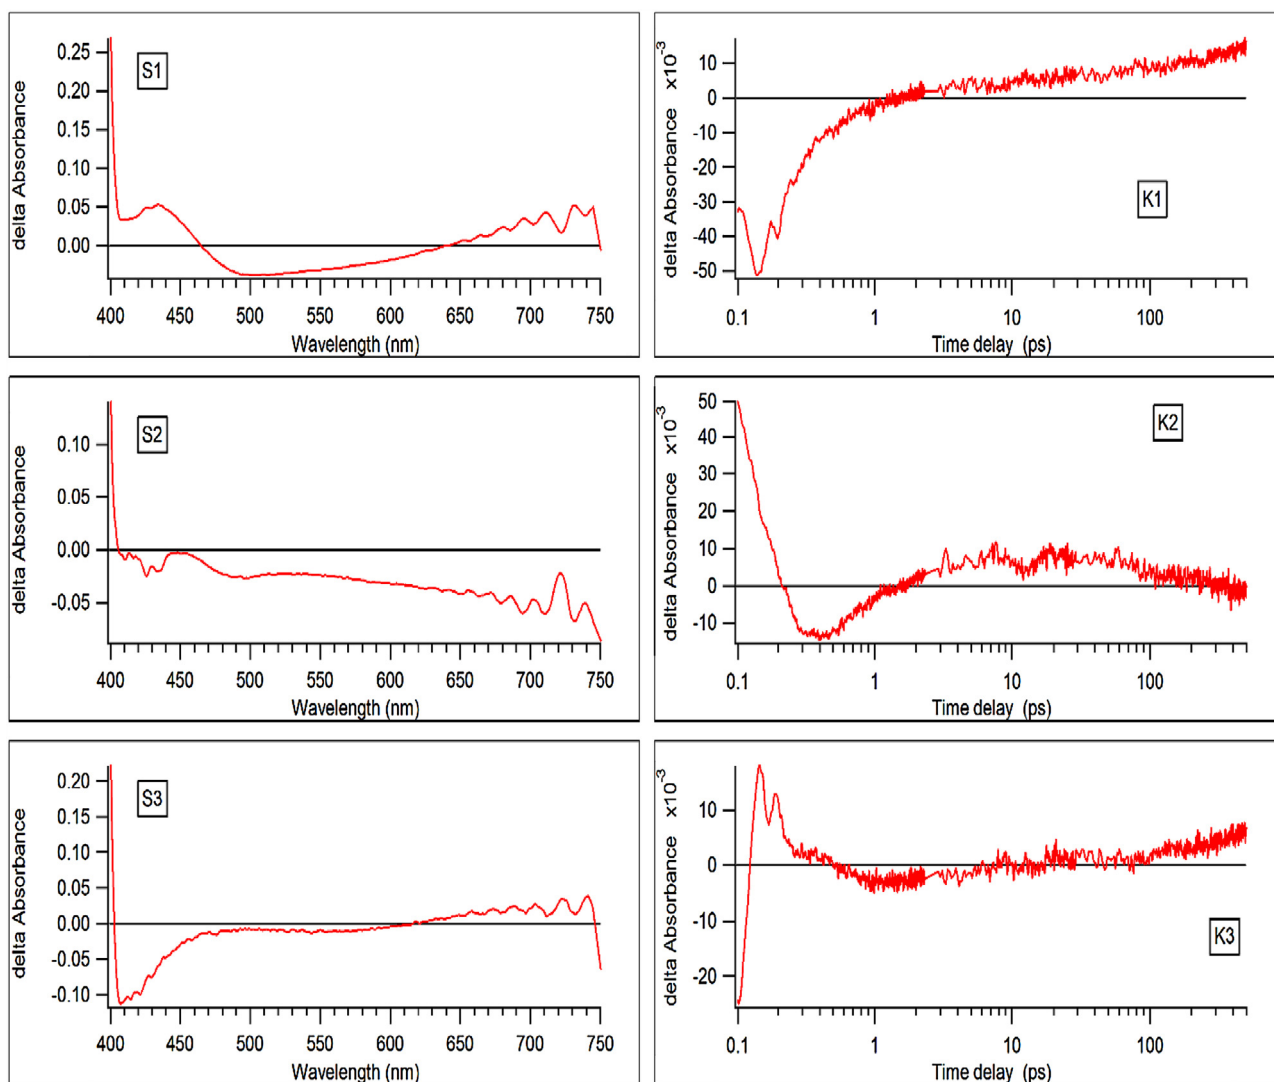 delta Absorbance
0.25
0.20
0.15
0.10
0.05
0.00
S1
400 450 500 550 600 650 700 750
Wavelength (nm)
delta Absorbance x10-3
10
0
-10
-20
-30
-40
-50
K1
0.1 1 10 100
Time delay (ps)
delta Absorbance
0.10
0.05
0.00
-0.05
S2
400 450 500 550 600 650 700 750
Wavelength (nm)
delta Absorbance x10-3
50
40
30
20
10
0
-10
K2
0.1 1 10 100
Time delay (ps)
delta Absorbance
0.20
0.15
0.10
0.05
0.00
-0.05
-0.10
S3
400 450 500 550 600 650 700 750
Wavelength (nm)
delta Absorbance x10-3
10
0
-10
-20
K3
0.1 1 10 100
Time delay (ps)